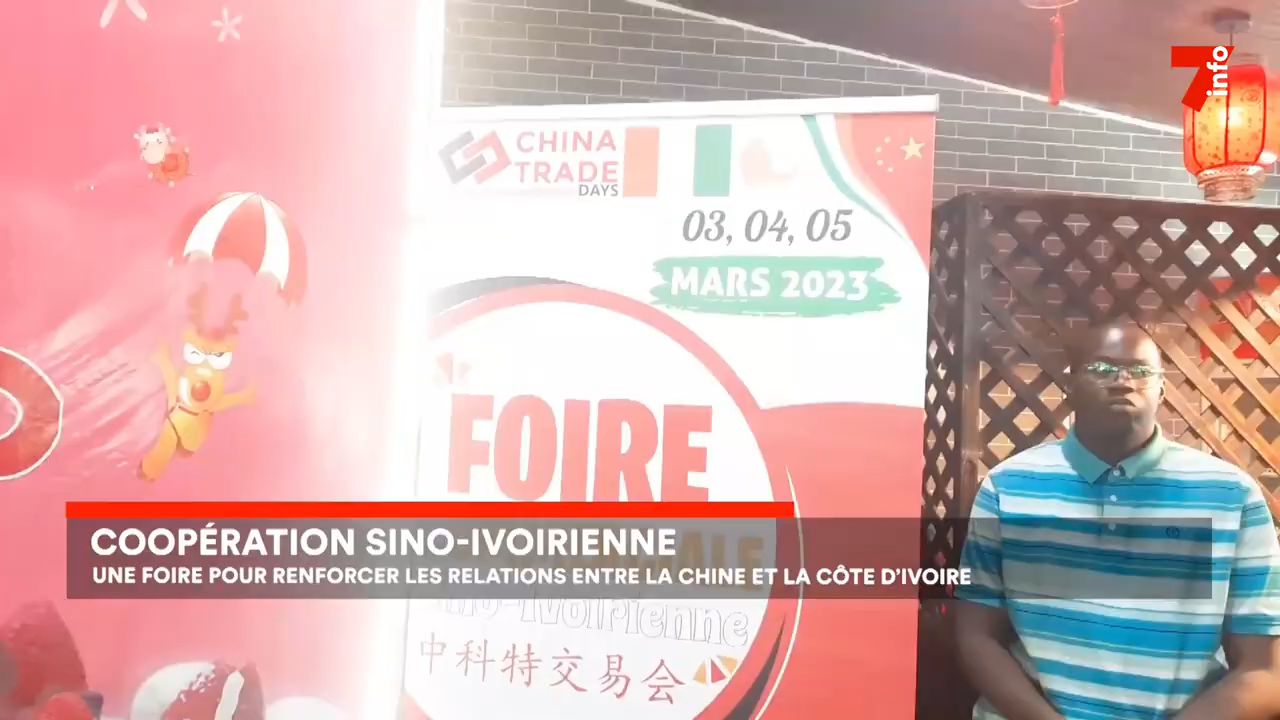 7info
CHINA
TRADE
DAYS
03, 04, 05
MARS 2023
FOIRE
COOPÉRATION SINO-IVOIRIENNE
UNE FOIRE POUR RENFORCER LES RELATIONS ENTRE LA CHINE ET LA CÔTE D'IVOIRE
中科特交易会